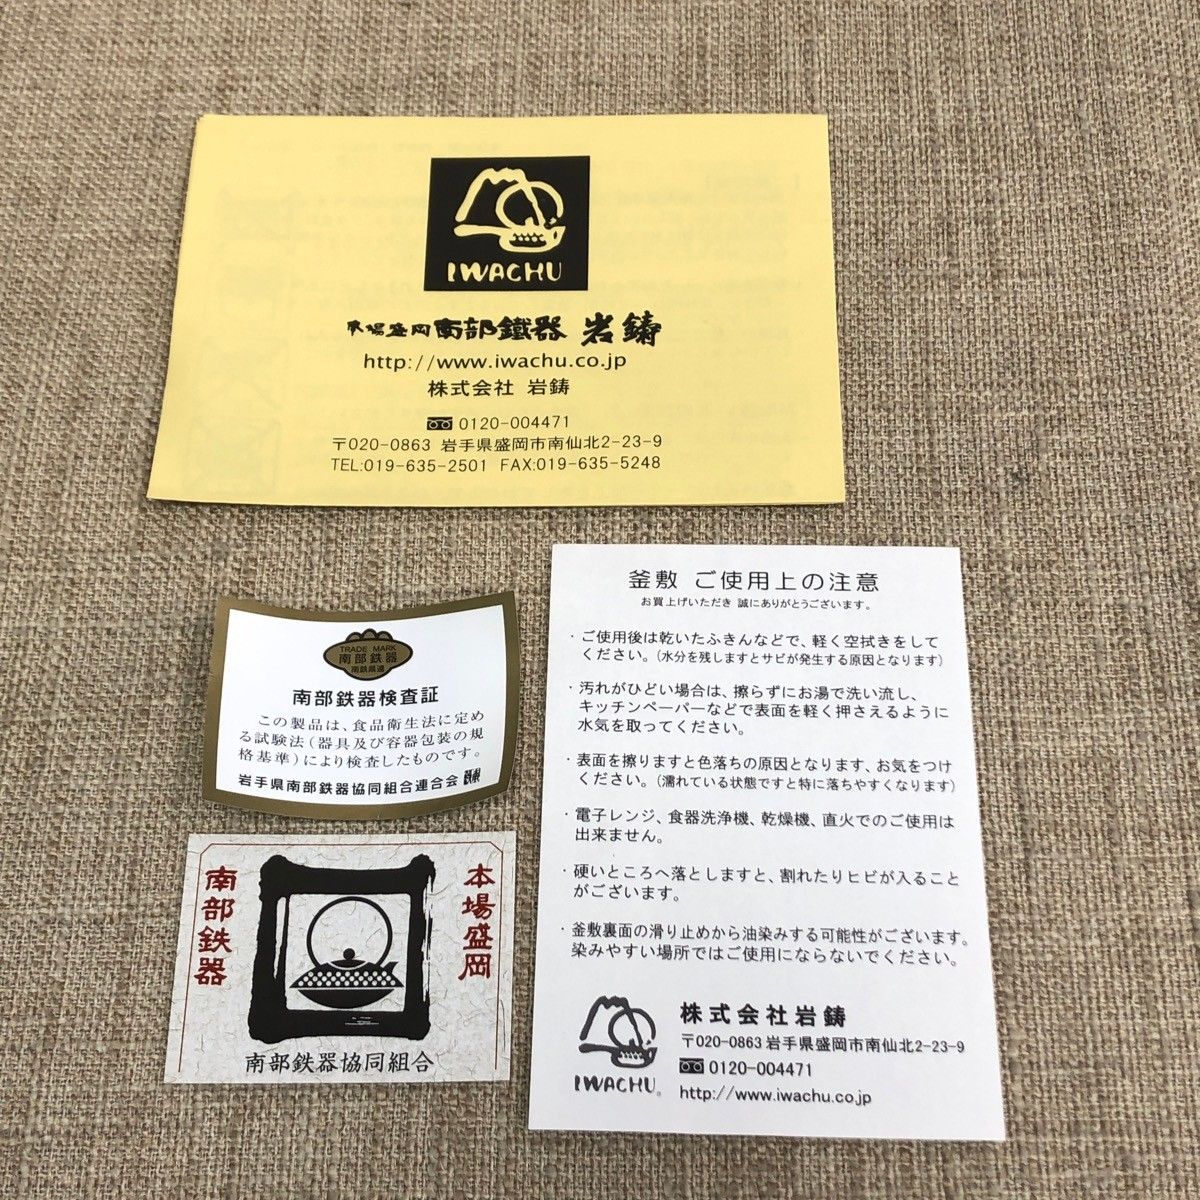 IWACHU
本場盛岡 南部鐵器 岩鋳
http://www.iwachu.co.jp
株式会社 岩鋳
0120-004471
〒020-0863 岩手県盛岡市南仙北2-23-9
TEL:019-635-2501 FAX:019-635-5248
TRADE MARK
南部鉄器
南鉄県連
南部鉄器検査証
この製品は、食品衛生法に定め
る試験法(器具及び容器包装の規
格基準)により検査したものです。
岩手県南部鉄器協同組合連合会
南部鉄器
本場盛岡
南部鉄器協同組合
釜敷 ご使用上の注意
お買上げいただき 誠にありがとうございます。
・ご使用後は乾いたふきんなどで、軽く空拭きをして
ください。(水分を残しますとサビが発生する原因となります)
・汚れがひどい場合は、擦らずにお湯で洗い流し、
キッチンペーパーなどで表面を軽く押さえるように
水気を取ってください。
・表面を擦りますと色落ちの原因となります、お気をつけ
ください。(濡れている状態ですと特に落ちやすくなります)
・電子レンジ、食器洗浄機、乾燥機、直火でのご使用は
出来ません。
・硬いところへ落としますと、割れたりヒビが入ること
がございます。
・釜敷裏面の滑り止めから油染みする可能性がございます。
染みやすい場所ではご使用にならないでください。
IWACHU
株式会社岩鋳
〒020-0863 岩手県盛岡市南仙北2-23-9
0120-004471
http://www.iwachu.co.jp